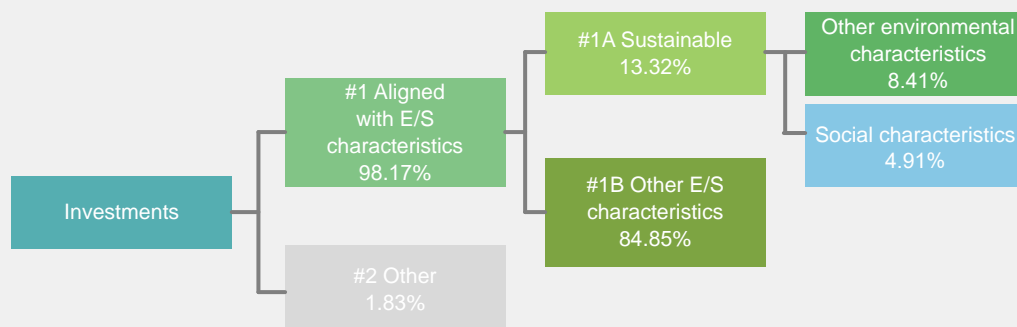 Investments
#1 Aligned
with E/S
characteristics
98.17%
#2 Other
1.83%
#1A Sustainable
13.32%
#1B Other E/S
characteristics
84.85%
Other environmental
characteristics
8.41%
Social characteristics
4.91%